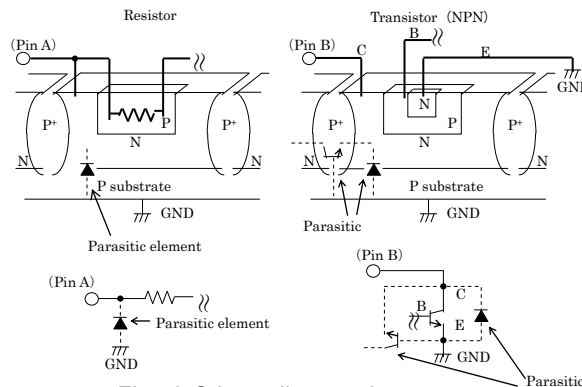 Resistor
Transistor (NPN)
(Pin A)
(Pin B)
C
B
E
GND
P+
P
N
P+
N
N
P substrate
GND
Parasitic element
P+
N
P
N
P+
N
N
P substrate
GND
Parasitic
(Pin A)
Parasitic element
GND
(Pin B)
C
B
E
GND
Parasitic